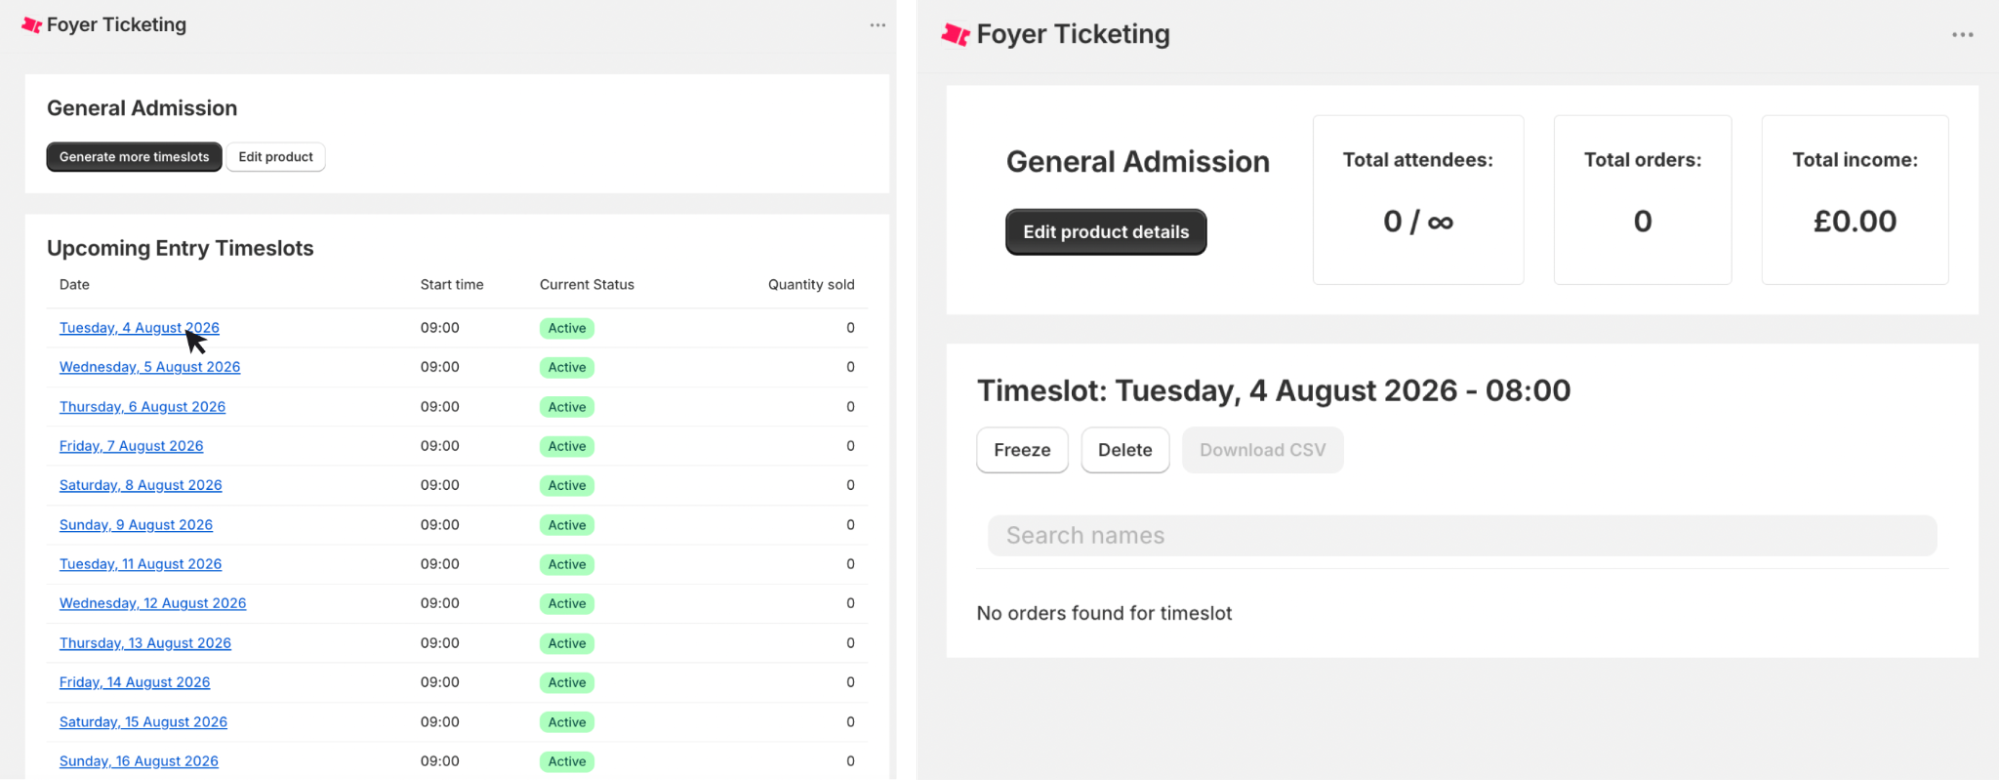 Foyer Ticketing
...
General Admission
Generate more timeslots Edit product
Upcoming Entry Timeslots
Date Start time Current Status Quantity sold
Tuesday, 4 August 2026 09:00 Active 0
Wednesday, 5 August 2026 09:00 Active 0
Thursday, 6 August 2026 09:00 Active 0
Friday, 7 August 2026 09:00 Active 0
Saturday, 8 August 2026 09:00 Active 0
Sunday, 9 August 2026 09:00 Active 0
Tuesday, 11 August 2026 09:00 Active 0
Wednesday, 12 August 2026 09:00 Active 0
Thursday, 13 August 2026 09:00 Active 0
Friday, 14 August 2026 09:00 Active 0
Saturday, 15 August 2026 09:00 Active 0
Sunday, 16 August 2026 09:00 Active 0
Foyer Ticketing
...
General Admission
Edit product details
Total attendees:
0 / ∞
Total orders:
0
Total income:
£0.00
Timeslot: Tuesday, 4 August 2026 - 08:00
Freeze Delete Download CSV
Search names
No orders found for timeslot